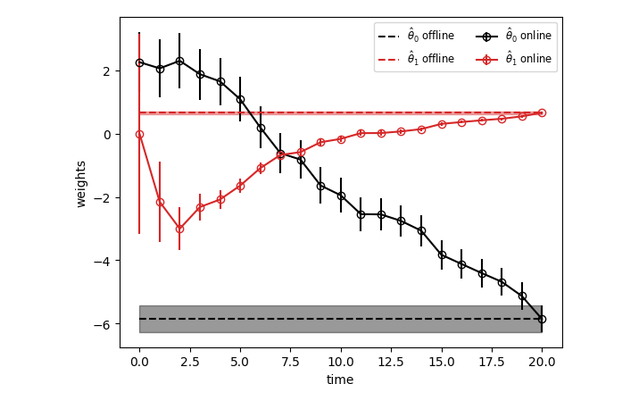 θ̂₀ offline θ̂₀ online
θ̂₁ offline θ̂₁ online
2
0
−2
−4
−6
weights
0.0 2.5 5.0 7.5 10.0 12.5 15.0 17.5 20.0
time